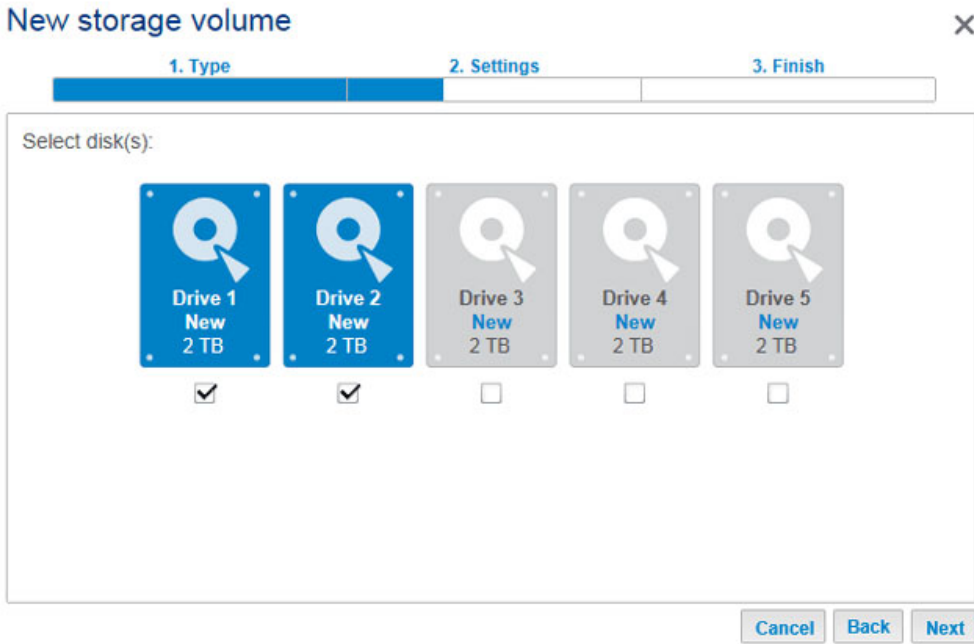 New storage volume
1. Type 2. Settings 3. Finish
Select disk(s):
Drive 1
New
2 TB
Drive 2
New
2 TB
Drive 3
New
2 TB
Drive 4
New
2 TB
Drive 5
New
2 TB
Cancel Back Next